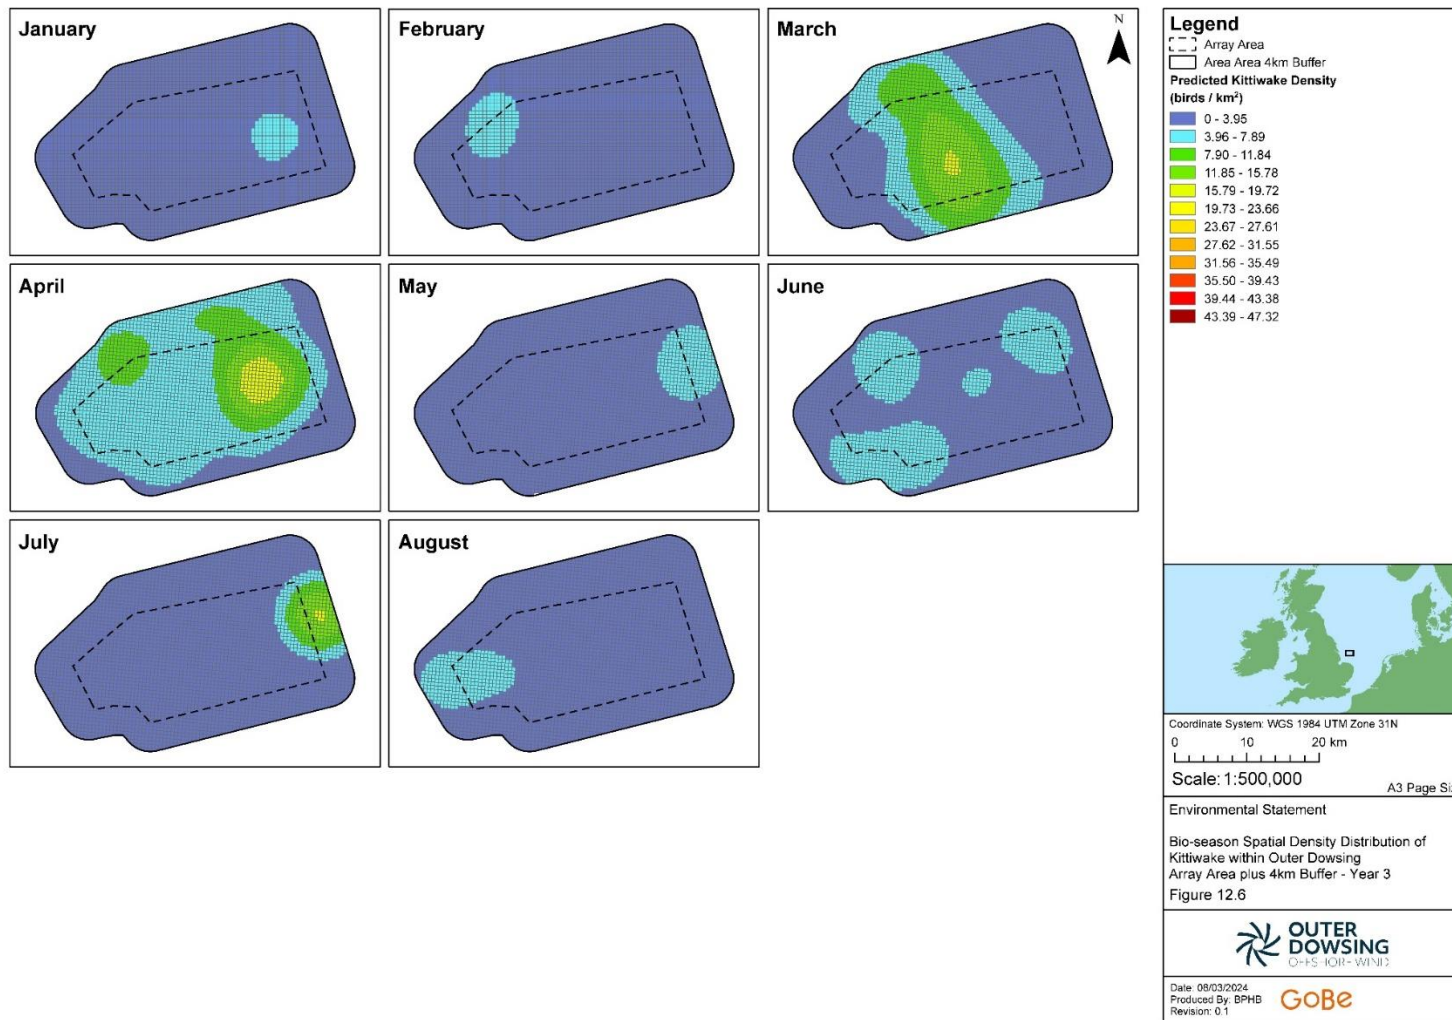 January
February
March
N
April
May
June
July
August
Legend
Array Area
Area Area 4km Buffer
Predicted Kittiwake Density
(birds / km²)
0 - 3.95
3.96 - 7.89
7.90 - 11.84
11.85 - 15.78
15.79 - 19.72
19.73 - 23.66
23.67 - 27.61
27.62 - 31.55
31.56 - 35.49
35.50 - 39.43
39.44 - 43.38
43.39 - 47.32
Coordinate System: WGS 1984 UTM Zone 31N
0 10 20 km
Scale: 1:500,000
A3 Page Siz
Environmental Statement
Bio-season Spatial Density Distribution of
Kittiwake within Outer Dowsing
Array Area plus 4km Buffer - Year 3
Figure 12.6
OUTER
DOWSING
OFFSHORE WIND
Date: 08/03/2024
Produced By: BPHB
Revision: 0.1
GoBe